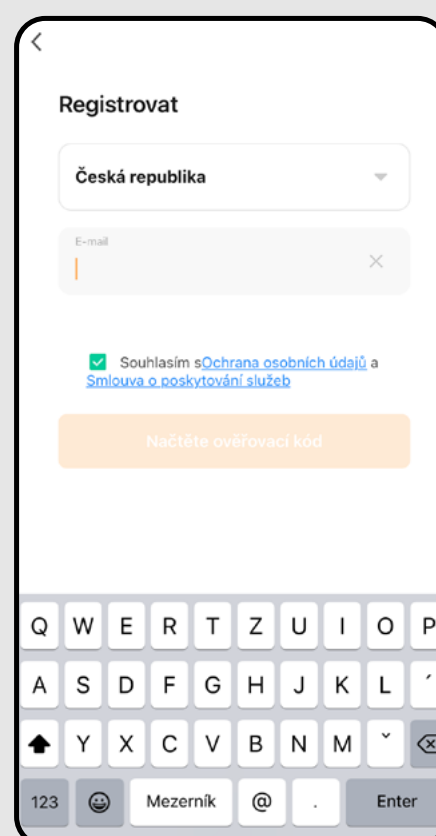 Registrovat
Česká republika
E-mail
Souhlasím sOchrana osobních údajů a
Smlouva o poskytování služeb
Načtěte ověřovací kód
Q W E R T Z U I O P
A S D F G H J K L ´
Y X C V B N M ˇ
123 Mezerník @ . Enter